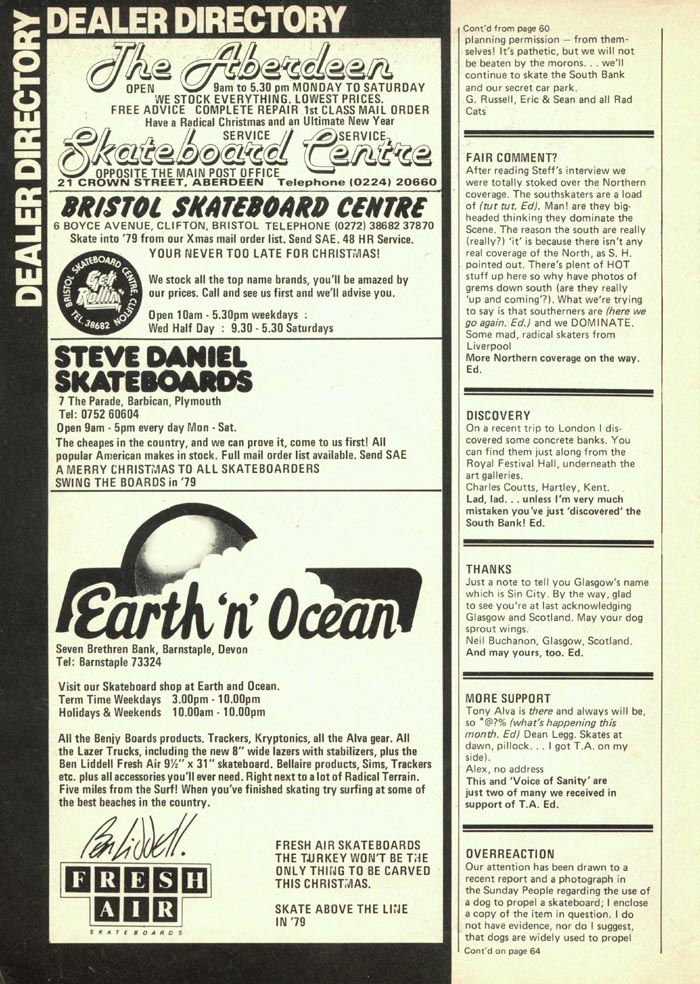 DEALER DIRECTORY
DEALER DIRECTORY
The Aberdeen
OPEN 9am to 5.30 pm MONDAY TO SATURDAY
WE STOCK EVERYTHING. LOWEST PRICES.
FREE ADVICE COMPLETE REPAIR 1st CLASS MAIL ORDER
Have a Radical Christmas and an Ultimate New Year
SERVICE SERVICE
Skateboard Centre
OPPOSITE THE MAIN POST OFFICE
21 CROWN STREET, ABERDEEN Telephone (0224) 20660
BRISTOL SKATEBOARD CENTRE
6 BOYCE AVENUE, CLIFTON, BRISTOL TELEPHONE (0272) 38682 37870
Skate into '79 from our Xmas mail order list. Send SAE. 48 HR Service.
YOUR NEVER TOO LATE FOR CHRISTMAS!
BRISTOL SKATEBOARD CENTRE, CLIFTON
Get Rollin'
TEL. 38682
We stock all the top name brands, you'll be amazed by
our prices. Call and see us first and we'll advise you.
Open 10am - 5.30pm weekdays :
Wed Half Day : 9.30 - 5.30 Saturdays
STEVE DANIEL
SKATEBOARDS
7 The Parade, Barbican, Plymouth
Tel: 0752 60604
Open 9am - 5pm every day Mon - Sat.
The cheapes in the country, and we can prove it, come to us first! All
popular American makes in stock. Full mail order list available. Send SAE
A MERRY CHRISTMAS TO ALL SKATEBOARDERS
SWING THE BOARDS in '79
Earth 'n' Ocean
Seven Brethren Bank, Barnstaple, Devon
Tel: Barnstaple 73324
Visit our Skateboard shop at Earth and Ocean.
Term Time Weekdays 3.00pm - 10.00pm
Holidays & Weekends 10.00am - 10.00pm
All the Benjy Boards products, Trackers, Kryptonics, all the Alva gear. All
the Lazer Trucks, including the new 8" wide lazers with stabilizers, plus the
Ben Liddell Fresh Air 9½" x 31" skateboard. Bellaire products, Sims, Trackers
etc. plus all accessories you'll ever need. Right next to a lot of Radical Terrain.
Five miles from the Surf! When you've finished skating try surfing at some of
the best beaches in the country.
Ben Liddell.
FRESH
AIR
SKATEBOARDS
FRESH AIR SKATEBOARDS
THE TURKEY WON'T BE THE
ONLY THING TO BE CARVED
THIS CHRISTMAS.
SKATE ABOVE THE LINE
IN '79
Cont'd from page 60
planning permission – from them-
selves! It's pathetic, but we will not
be beaten by the morons. . . we'll
continue to skate the South Bank
and our secret car park.
G. Russell, Eric & Sean and all Rad
Cats
FAIR COMMENT?
After reading Steff's interview we
were totally stoked over the Northern
coverage. The southskaters are a load
of (tut tut. Ed). Man! are they big-
headed thinking they dominate the
Scene. The reason the south are really
(really?) 'it' is because there isn't any
real coverage of the North, as S. H.
pointed out. There's plent of HOT
stuff up here so why have photos of
grems down south (are they really
'up and coming'?). What we're trying
to say is that southerners are (here we
go again. Ed.) and we DOMINATE.
Some mad, radical skaters from
Liverpool
More Northern coverage on the way.
Ed.
DISCOVERY
On a recent trip to London I dis-
covered some concrete banks. You
can find them just along from the
Royal Festival Hall, underneath the
art galleries.
Charles Coutts, Hartley, Kent.
Lad, lad. . . unless I'm very much
mistaken you've just 'discovered' the
South Bank! Ed.
THANKS
Just a note to tell you Glasgow's name
which is Sin City. By the way, glad
to see you're at last acknowledging
Glasgow and Scotland. May your dog
sprout wings.
Neil Buchanan, Glasgow, Scotland.
And may yours, too. Ed.
MORE SUPPORT
Tony Alva is there and always will be,
so *@?% (what's happening this
month. Ed) Dean Legg. Skates at
dawn, pillock. . . I got T.A. on my
side).
Alex, no address
This and 'Voice of Sanity' are
just two of many we received in
support of T.A. Ed.
OVERREACTION
Our attention has been drawn to a
recent report and a photograph in
the Sunday People regarding the use of
a dog to propel a skateboard; I enclose
a copy of the item in question. I do
not have evidence, nor do I suggest,
that dogs are widely used to propel
Cont'd on page 64